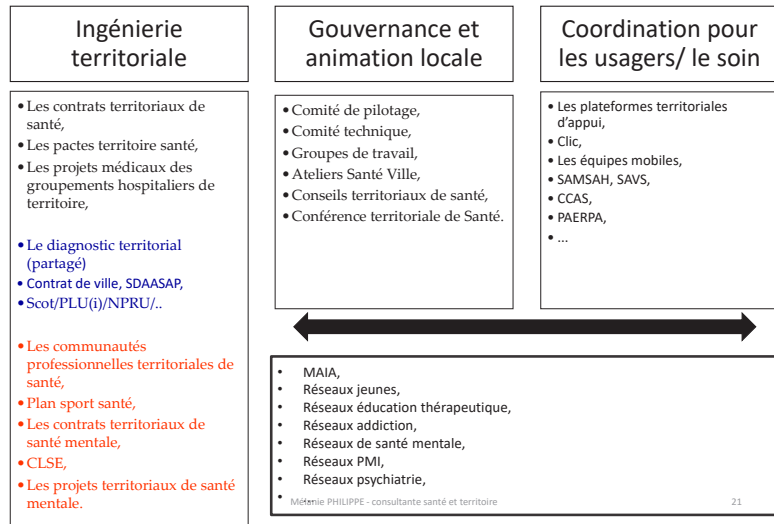 Ingénierie
territoriale
• Les contrats territoriaux de
santé,
• Les pactes territoire santé,
• Les projets médicaux des
groupements hospitaliers de
territoire,
• Le diagnostic territorial
(partagé)
• Contrat de ville, SDAASAP,
• Scot/PLU(i)/NPRU/..
• Les communautés
professionnelles territoriales de
santé,
• Plan sport santé,
• Les contrats territoriaux de
santé mentale,
• CLSE,
• Les projets territoriaux de santé
mentale.
Gouvernance et
animation locale
• Comité de pilotage,
• Comité technique,
• Groupes de travail,
• Ateliers Santé Ville,
• Conseils territoriaux de santé,
• Conférence territoriale de Santé.
Coordination pour
les usagers/ le soin
• Les plateformes territoriales
d'appui,
• Clic,
• Les équipes mobiles,
• SAMSAH, SAVS,
• CCAS,
• PAERPA,
• ...
• MAIA,
• Réseaux jeunes,
• Réseaux éducation thérapeutique,
• Réseaux addiction,
• Réseaux de santé mentale,
• Réseaux PMI,
• Réseaux psychiatrie,
• ...
Mélanie PHILIPPE - consultante santé et territoire
21